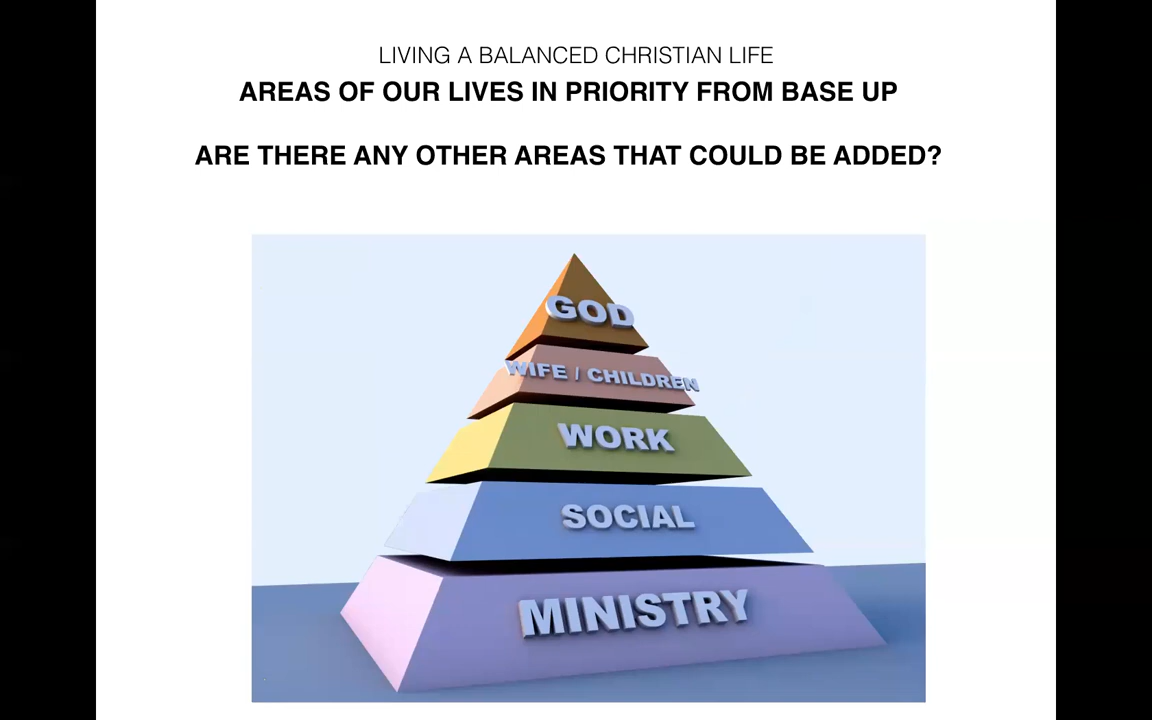 LIVING A BALANCED CHRISTIAN LIFE
AREAS OF OUR LIVES IN PRIORITY FROM BASE UP
ARE THERE ANY OTHER AREAS THAT COULD BE ADDED?
GOD
WIFE / CHILDREN
WORK
SOCIAL
MINISTRY